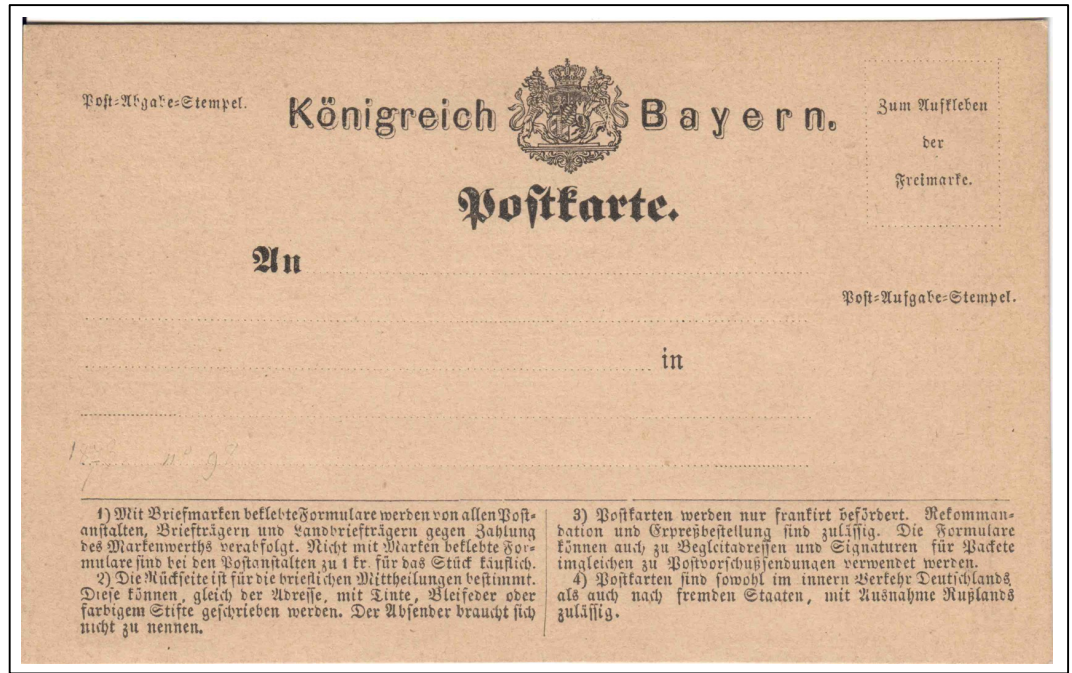 Post-Abgabe-Stempel.
Königreich Bayern.
Zum Aufkleben
der
Freimarke.
Postkarte.
An
Post-Aufgabe-Stempel.
in
n° 98
1) Mit Briefmarken beklebte Formulare werden von allen Post-
anstalten, Briefträgern und Landbriefträgern gegen Zahlung
des Markenwerths verabfolgt. Nicht mit Marken beklebte For-
mulare sind bei den Postanstalten zu 1 kr. für das Stück käuflich.
2) Die Rückseite ist für die brieflichen Mittheilungen bestimmt.
Diese können, gleich der Adresse, mit Tinte, Bleifeder oder
farbigem Stifte geschrieben werden. Der Absender braucht sich
nicht zu nennen.
3) Postkarten werden nur frankirt befördert. Rekomman-
dation und Expreßbestellung sind zulässig. Die Formulare
können auch zu Begleitadressen und Signaturen für Packete
imgleichen zu Postvorschußsendungen verwendet werden.
4) Postkarten sind sowohl im innern Verkehr Deutschlands,
als auch nach fremden Staaten, mit Ausnahme Rußlands
zulässig.